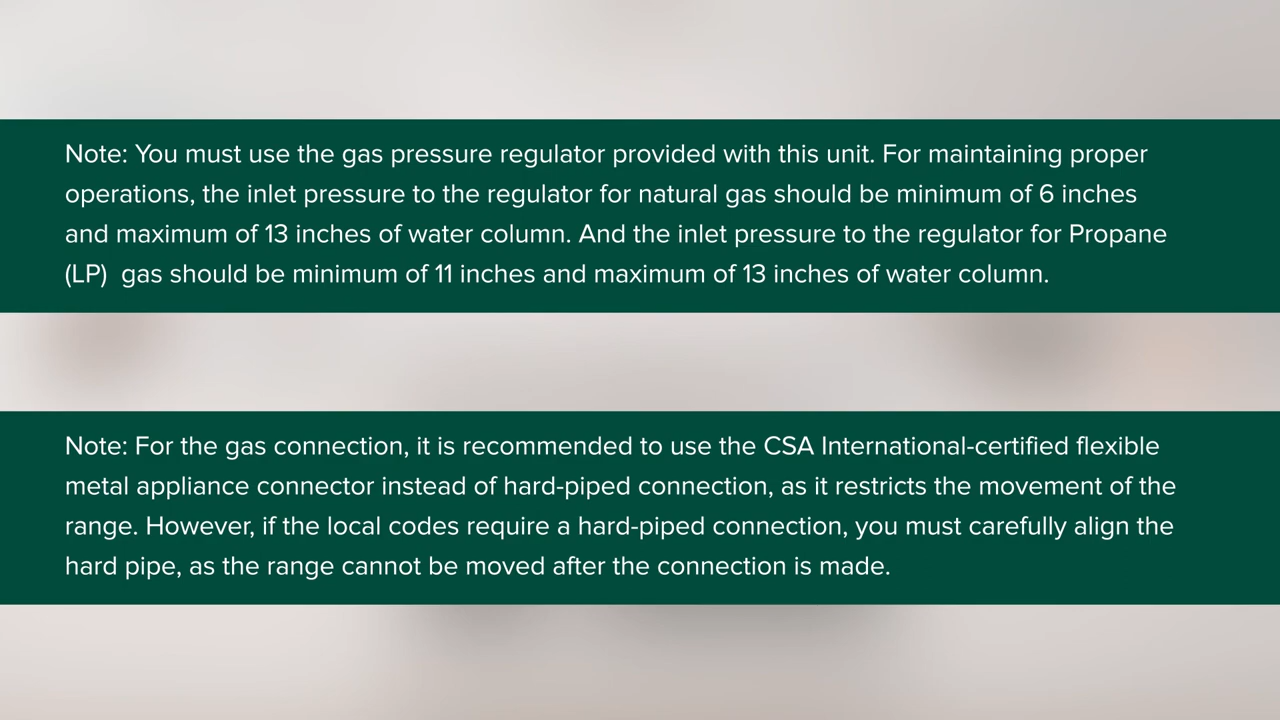 Note: You must use the gas pressure regulator provided with this unit. For maintaining proper
operations, the inlet pressure to the regulator for natural gas should be minimum of 6 inches
and maximum of 13 inches of water column. And the inlet pressure to the regulator for Propane
(LP)  gas should be minimum of 11 inches and maximum of 13 inches of water column.
Note: For the gas connection, it is recommended to use the CSA International-certified flexible
metal appliance connector instead of hard-piped connection, as it restricts the movement of the
range. However, if the local codes require a hard-piped connection, you must carefully align the
hard pipe, as the range cannot be moved after the connection is made.